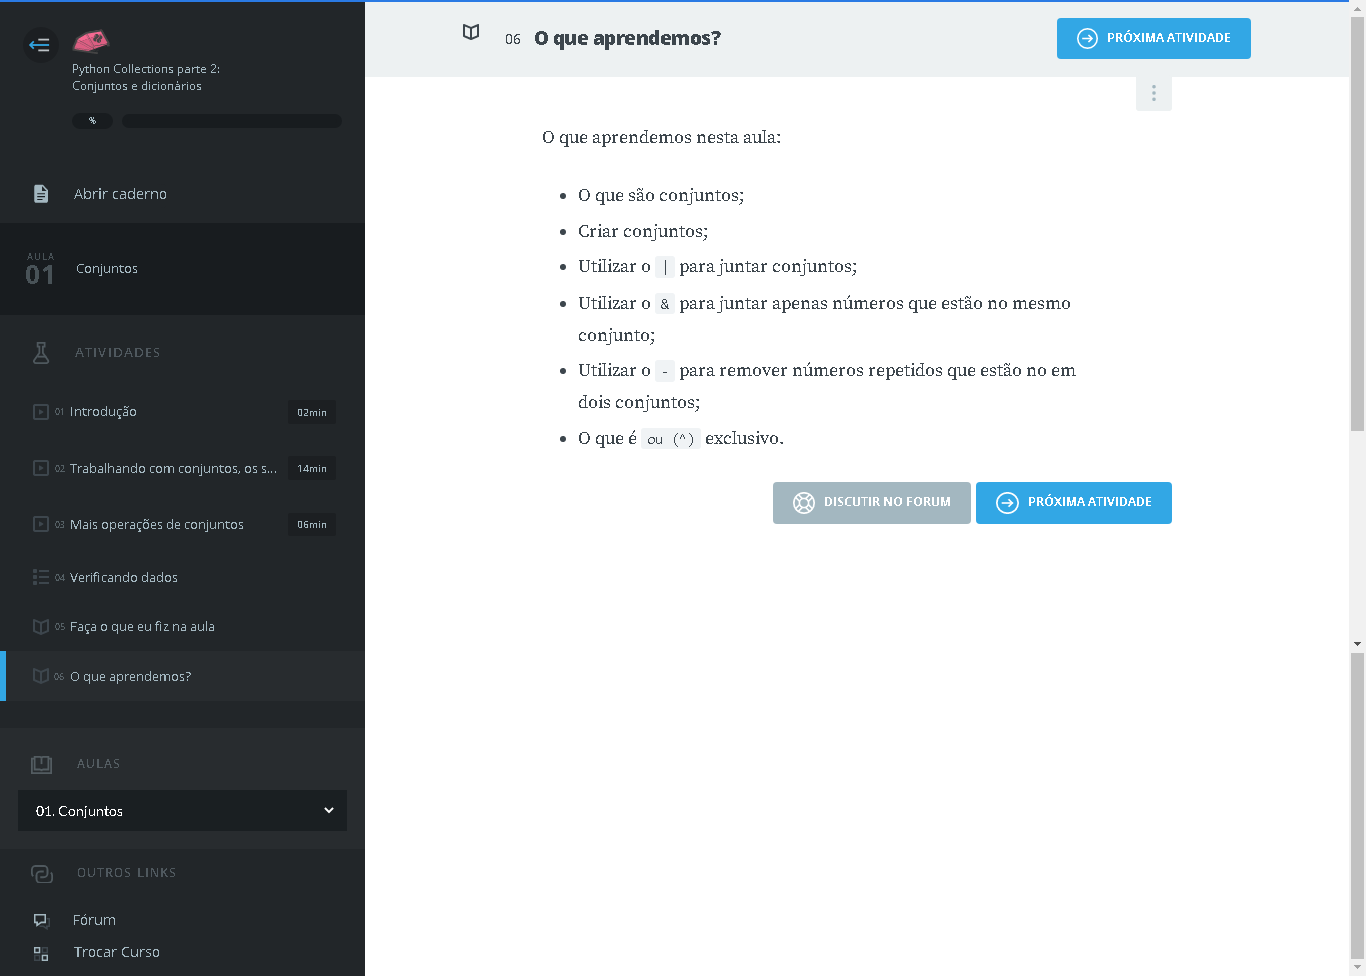 Python Collections parte 2:
Conjuntos e dicionários
%
Abrir caderno
AULA
01
Conjuntos
ATIVIDADES
01 Introdução 02min
02 Trabalhando com conjuntos, os s... 14min
03 Mais operações de conjuntos 06min
04 Verificando dados
05 Faça o que eu fiz na aula
06 O que aprendemos?
AULAS
01. Conjuntos
OUTROS LINKS
Fórum
Trocar Curso
06 O que aprendemos?
PRÓXIMA ATIVIDADE
O que aprendemos nesta aula:
• O que são conjuntos;
• Criar conjuntos;
• Utilizar o | para juntar conjuntos;
• Utilizar o & para juntar apenas números que estão no mesmo
conjunto;
• Utilizar o - para remover números repetidos que estão no em
dois conjuntos;
• O que é ou (^) exclusivo.
DISCUTIR NO FORUM
PRÓXIMA ATIVIDADE